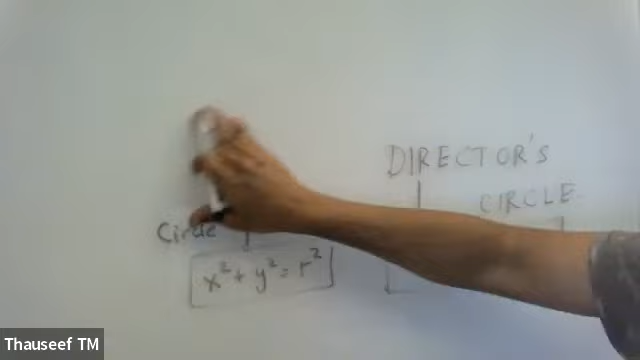 DIRECTOR'S
CIRCLE
Circle
x² + y² = r²
Thauseef TM